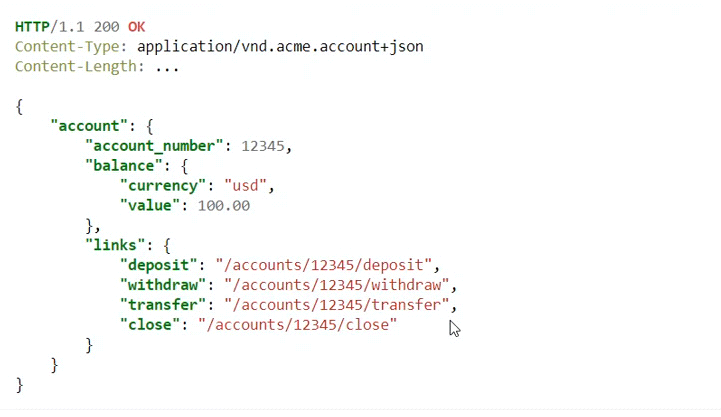 HTTP/1.1 200 OK
Content-Type: application/vnd.acme.account+json
Content-Length: ...

{
    "account": {
        "account_number": 12345,
        "balance": {
            "currency": "usd",
            "value": 100.00
        },
        "links": {
            "deposit": "/accounts/12345/deposit",
            "withdraw": "/accounts/12345/withdraw",
            "transfer": "/accounts/12345/transfer",
            "close": "/accounts/12345/close"
        }
    }
}